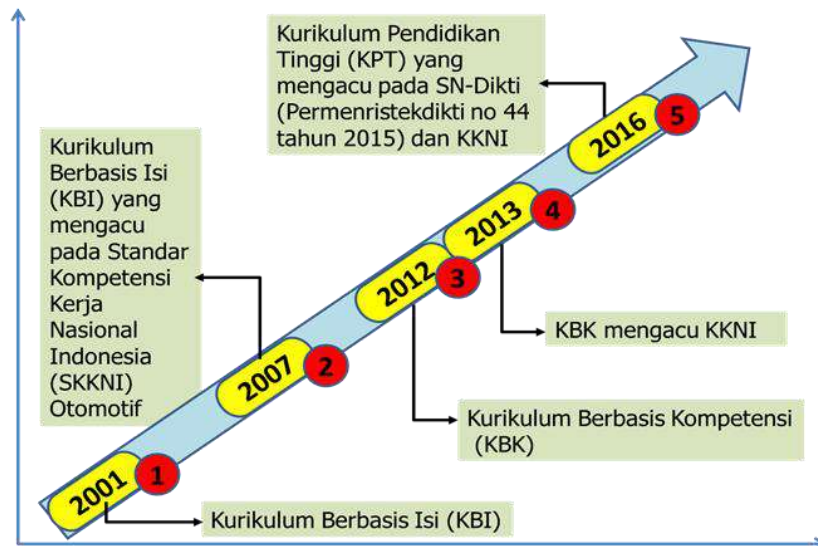 Kurikulum Pendidikan
Tinggi (KPT) yang
mengacu pada SN-Dikti
(Permenristekdikti no 44
tahun 2015) dan KKNI
2016
5
Kurikulum
Berbasis Isi
(KBI) yang
mengacu
pada Standar
Kompetensi
Kerja
Nasional
Indonesia
(SKKNI)
Otomotif
2013
4
2012
3
KBK mengacu KKNI
2007
2
Kurikulum Berbasis Kompetensi
(KBK)
2001
1
Kurikulum Berbasis Isi (KBI)